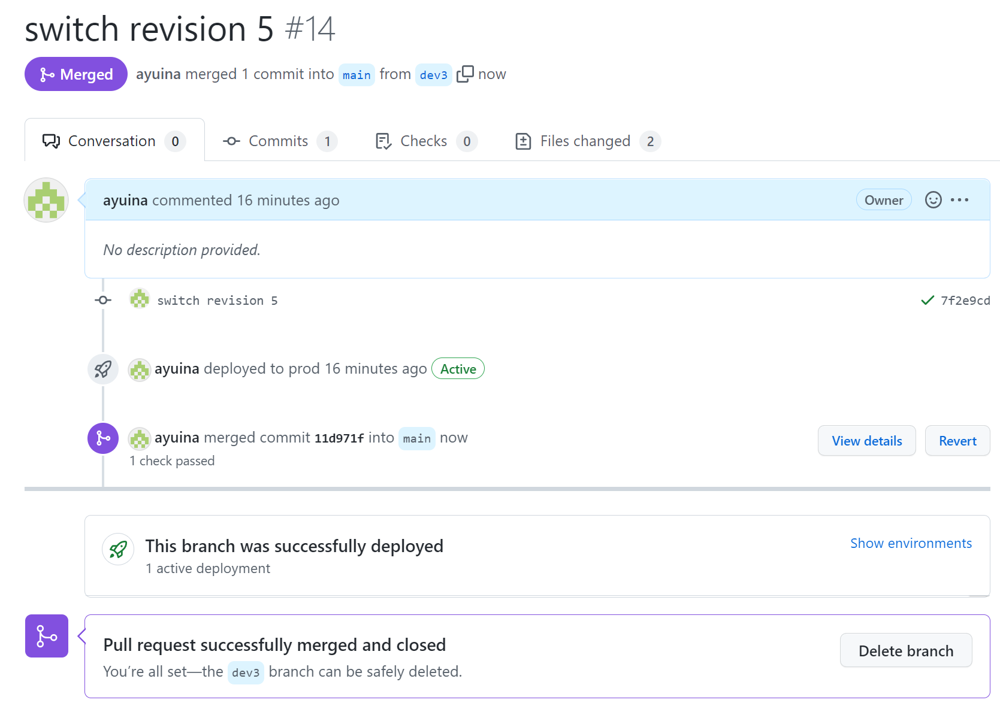 switch revision 5 #14
Merged ayuina merged 1 commit into main from dev3 now
Conversation 0 Commits 1 Checks 0 Files changed 2
ayuina commented 16 minutes ago Owner
No description provided.
switch revision 5 7f2e9cd
ayuina deployed to prod 16 minutes ago Active
ayuina merged commit 11d971f into main now View details Revert
1 check passed
This branch was successfully deployed Show environments
1 active deployment
Pull request successfully merged and closed Delete branch
You’re all set—the dev3 branch can be safely deleted.